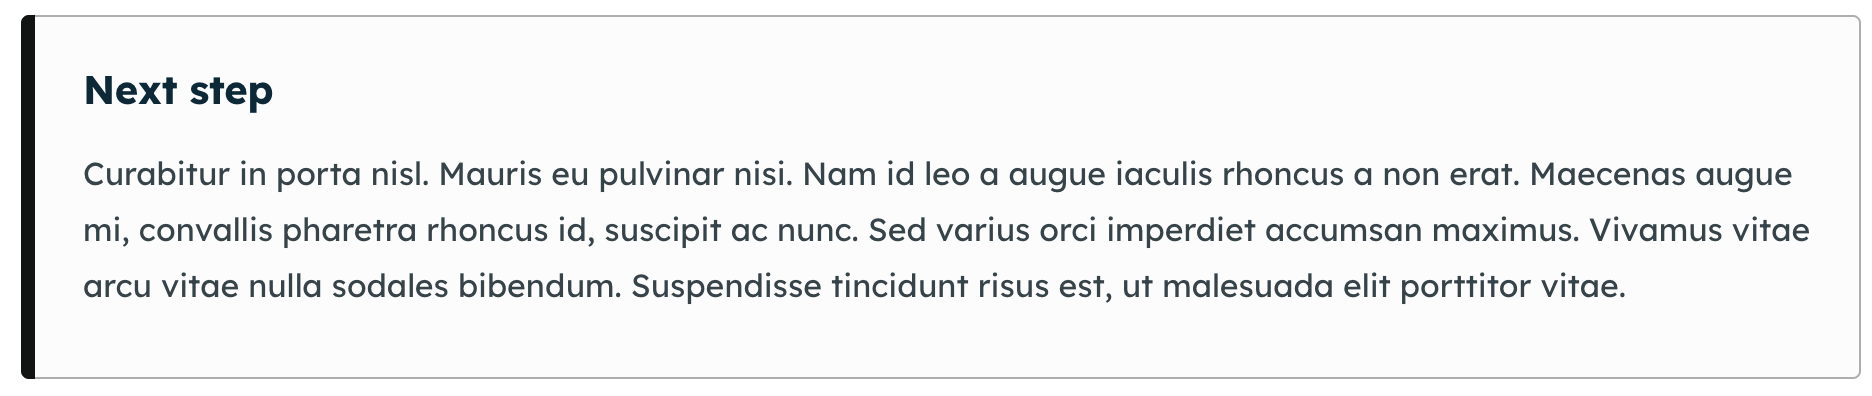 Next step
Curabitur in porta nisl. Mauris eu pulvinar nisi. Nam id leo a augue iaculis rhoncus a non erat. Maecenas augue
mi, convallis pharetra rhoncus id, suscipit ac nunc. Sed varius orci imperdiet accumsan maximus. Vivamus vitae
arcu vitae nulla sodales bibendum. Suspendisse tincidunt risus est, ut malesuada elit porttitor vitae.